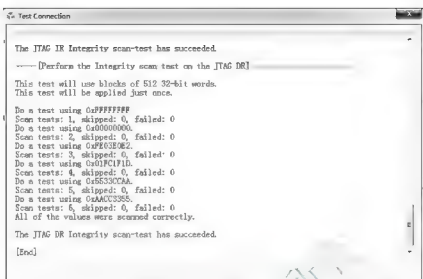 Test Connection
The JTAG IR Integrity scan-test has succeeded.
-----[Perform the Integrity scan-test on the JTAG DR]
This test will use blocks of 512 32-bit words.
This test will be applied just once.
Do a test using 0xFFFFFFFF
Scan tests: 1, skipped: 0, failed: 0
Do a test using 0x00000000.
Scan tests: 2, skipped: 0, failed: 0
Do a test using 0xFE03E0E2.
Scan tests: 3, skipped: 0, failed: 0
Do a test using 0x01FC1F1D.
Scan tests: 4, skipped: 0, failed: 0
Do a test using 0x5533CCAA.
Scan tests: 5, skipped: 0, failed: 0
Do a test using 0xAACC3355.
Scan tests: 6, skipped: 0, failed: 0
All of the values were scanned correctly.
The JTAG DR Integrity scan-test has succeeded.
[End]